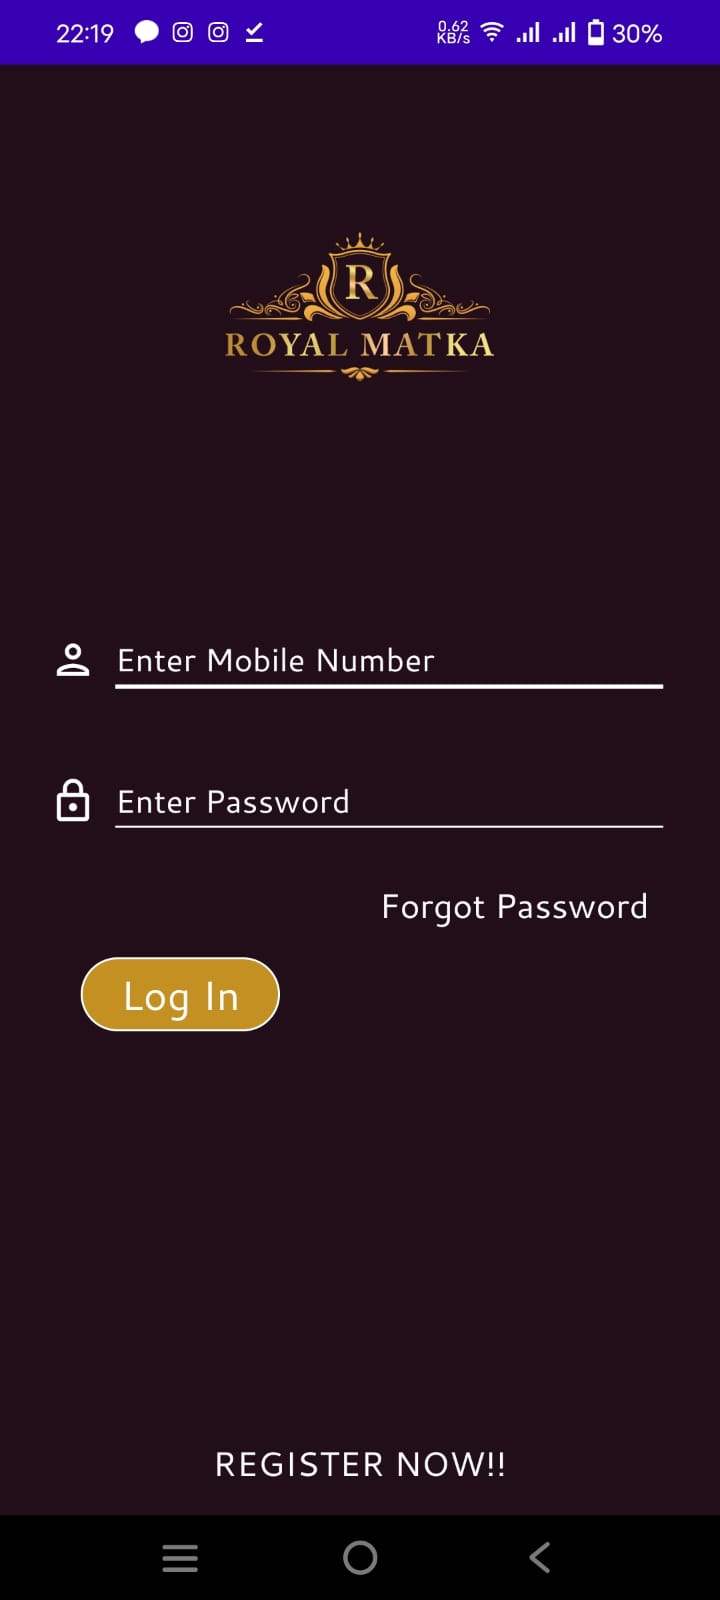 22:19 0.62 KB/s 30%
R
ROYAL MATKA
Enter Mobile Number
Enter Password
Forgot Password
Log In
REGISTER NOW!!